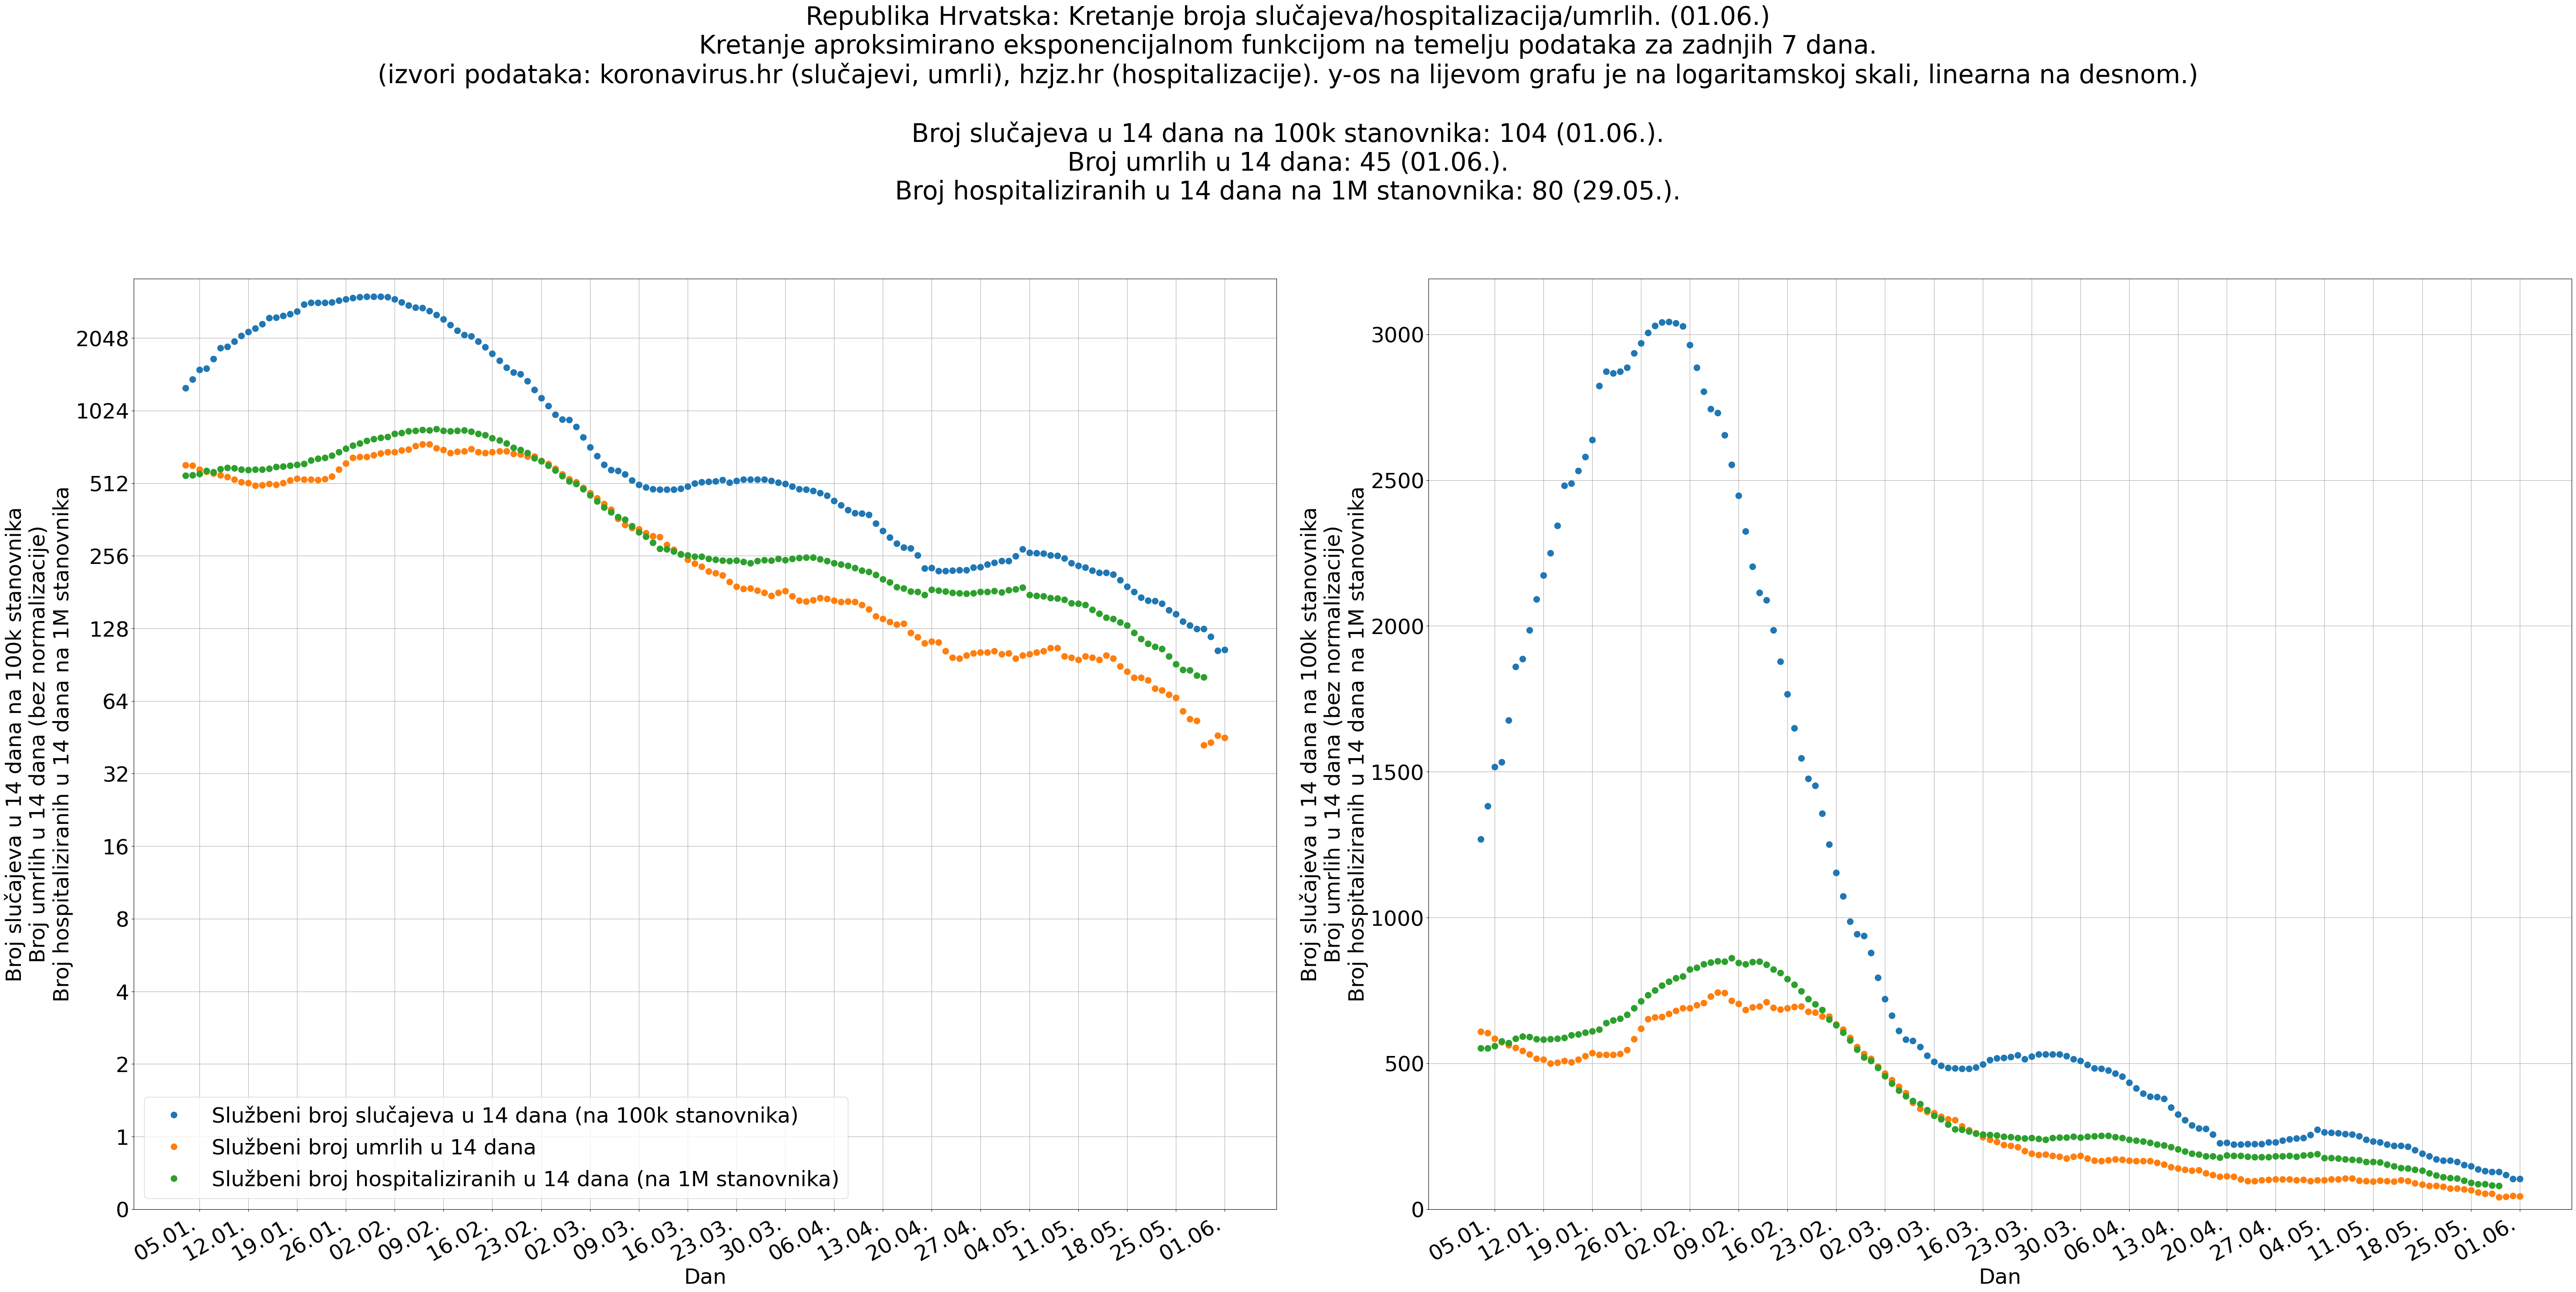 Republika Hrvatska: Kretanje broja slučajeva/hospitalizacija/umrlih. (01.06.)
Kretanje aproksimirano eksponencijalnom funkcijom na temelju podataka za zadnjih 7 dana.
(izvori podataka: koronavirus.hr (slučajevi, umrli), hzjz.hr (hospitalizacije). y-os na lijevom grafu je na logaritamskoj skali, linearna na desnom.)
Broj slučajeva u 14 dana na 100k stanovnika: 104 (01.06.).
Broj umrlih u 14 dana: 45 (01.06.).
Broj hospitaliziranih u 14 dana na 1M stanovnika: 80 (29.05.).
Broj slučajeva u 14 dana na 100k stanovnika
Broj umrlih u 14 dana (bez normalizacije)
Broj hospitaliziranih u 14 dana na 1M stanovnika
2048
1024
512
256
128
64
32
16
8
4
2
1
0
Službeni broj slučajeva u 14 dana (na 100k stanovnika)
Službeni broj umrlih u 14 dana
Službeni broj hospitaliziranih u 14 dana (na 1M stanovnika)
05.01. 12.01. 19.01. 26.01. 02.02. 09.02. 16.02. 23.02. 02.03. 09.03. 16.03. 23.03. 30.03. 06.04. 13.04. 20.04. 27.04. 04.05. 11.05. 18.05. 25.05. 01.06.
Dan
Broj slučajeva u 14 dana na 100k stanovnika
Broj umrlih u 14 dana (bez normalizacije)
Broj hospitaliziranih u 14 dana na 1M stanovnika
3000
2500
2000
1500
1000
500
0
05.01. 12.01. 19.01. 26.01. 02.02. 09.02. 16.02. 23.02. 02.03. 09.03. 16.03. 23.03. 30.03. 06.04. 13.04. 20.04. 27.04. 04.05. 11.05. 18.05. 25.05. 01.06.
Dan